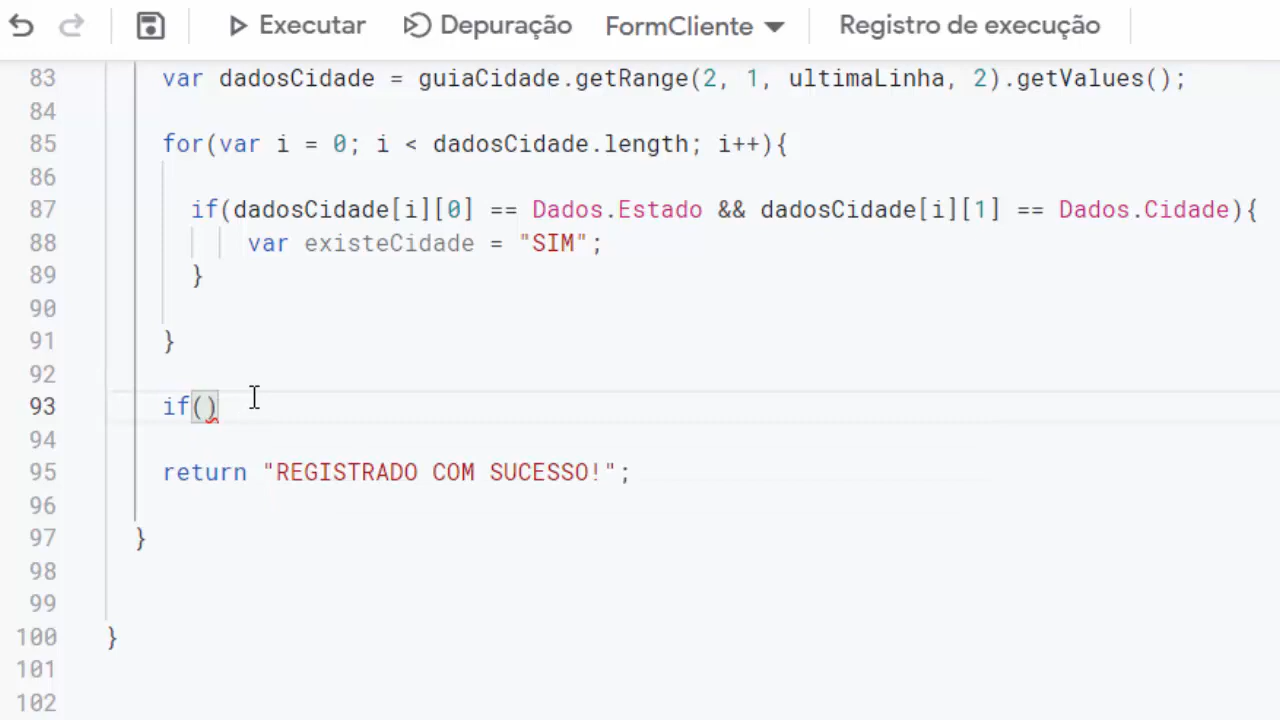 Executar Depuração FormCliente Registro de execução
83 var dadosCidade = guiaCidade.getRange(2, 1, ultimaLinha, 2).getValues();
84
85 for(var i = 0; i < dadosCidade.length; i++){
86
87 if(dadosCidade[i][0] == Dados.Estado && dadosCidade[i][1] == Dados.Cidade){
88 var existeCidade = "SIM";
89 }
90
91 }
92
93 if()
94
95 return "REGISTRADO COM SUCESSO!";
96
97 }
98
99
100 }
101
102